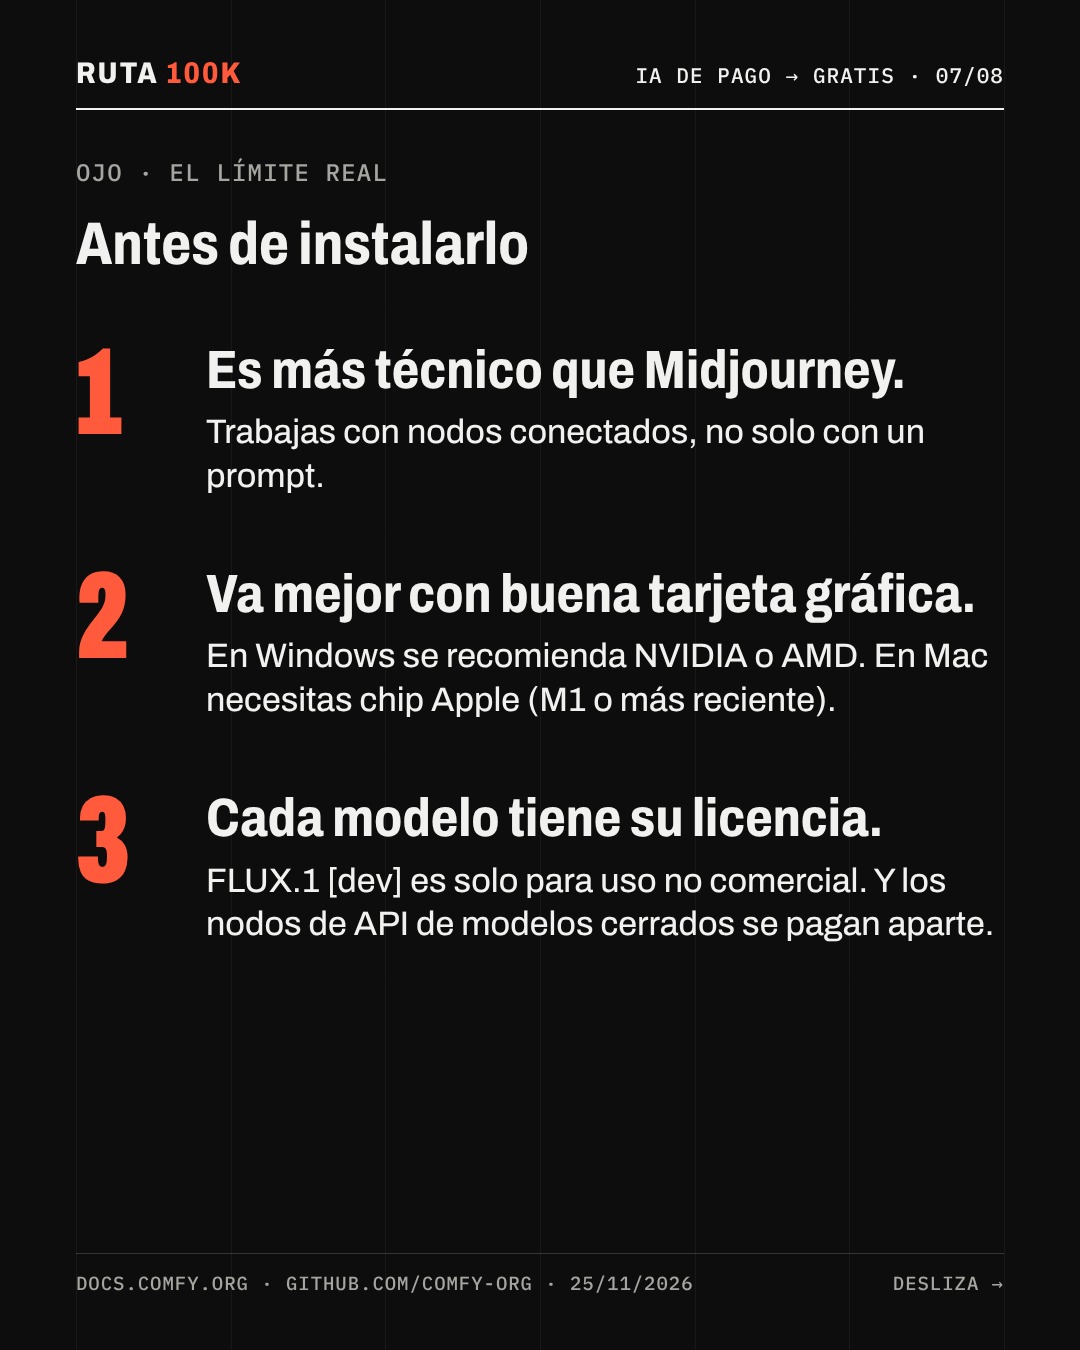 RUTA 100K
IA DE PAGO → GRATIS · 07/08
OJO · EL LÍMITE REAL
Antes de instalarlo
1
Es más técnico que Midjourney.
Trabajas con nodos conectados, no solo con un
prompt.
2
Va mejor con buena tarjeta gráfica.
En Windows se recomienda NVIDIA o AMD. En Mac
necesitas chip Apple (M1 o más reciente).
3
Cada modelo tiene su licencia.
FLUX.1 [dev] es solo para uso no comercial. Y los
nodos de API de modelos cerrados se pagan aparte.
DOCS.COMFY.ORG · GITHUB.COM/COMFY-ORG · 25/11/2026
DESLIZA →